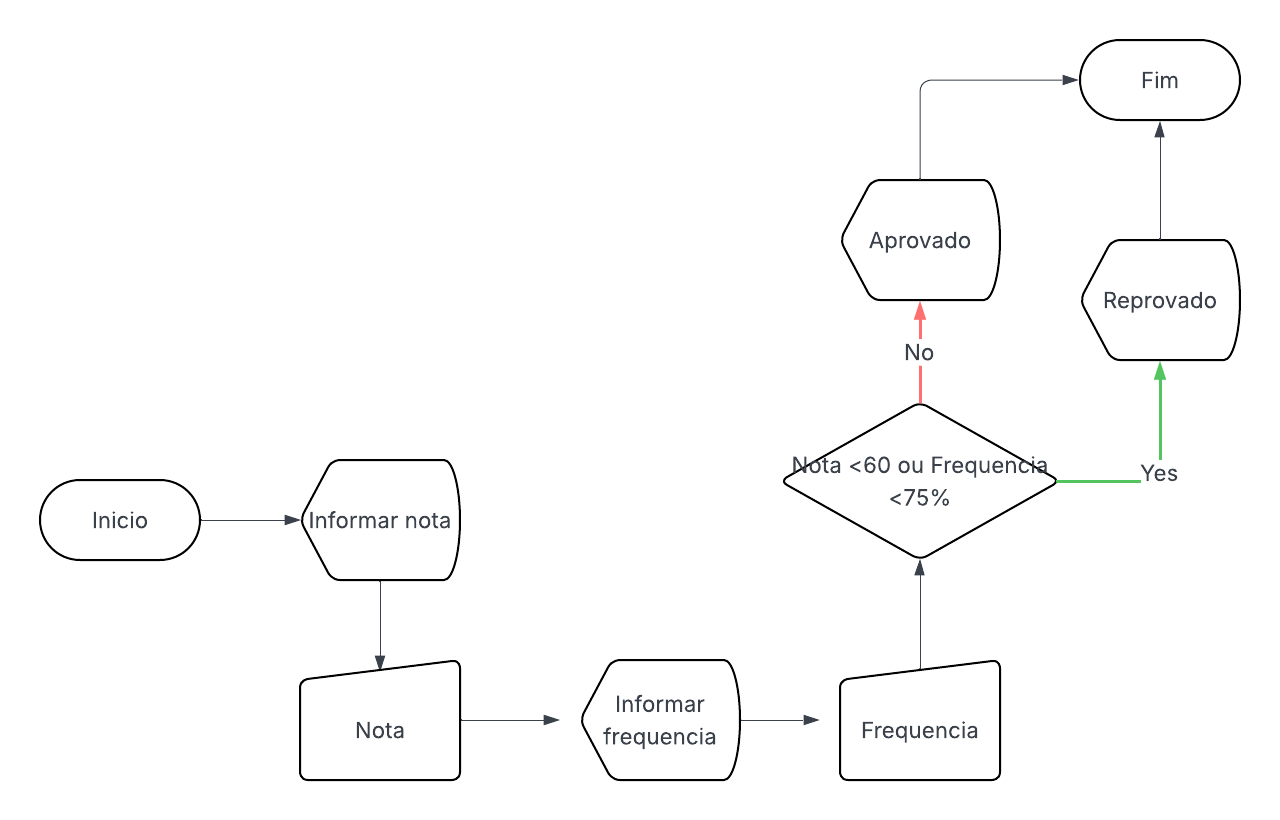 Inicio
Informar nota
Nota
Informar
frequencia
Frequencia
Nota <60 ou Frequencia
<75%
No
Yes
Aprovado
Reprovado
Fim